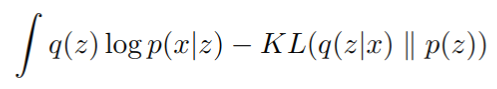 ∫ q(z) log p(x|z) − KL(q(z|x) ∥ p(z))